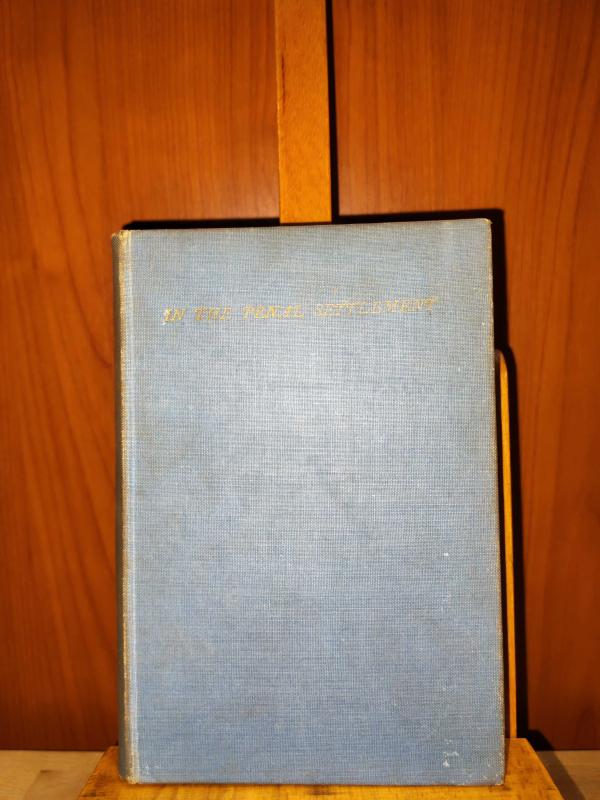 IN THE PENAL SETTLEMENT